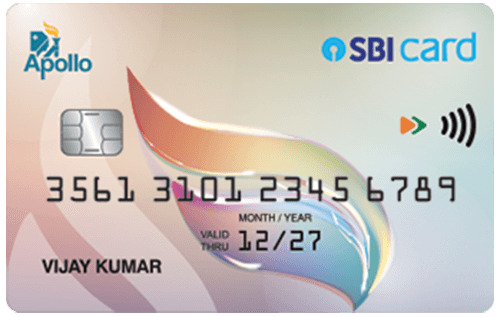 Apollo
SBI card
3561 3101 2345 6789
MONTH / YEAR
VALID THRU 12/27
VIJAY KUMAR